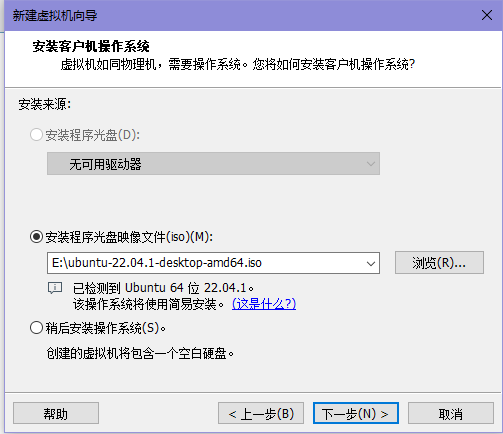 新建虚拟机向导
安装客户机操作系统
虚拟机如同物理机，需要操作系统。您将如何安装客户机操作系统?
安装来源:
安装程序光盘(D):
无可用驱动器
安装程序光盘映像文件(iso)(M):
E:\ubuntu-22.04.1-desktop-amd64.iso
浏览(R)...
已检测到 Ubuntu 64 位 22.04.1。
该操作系统将使用简易安装。 (这是什么?)
稍后安装操作系统(S)。
创建的虚拟机将包含一个空白硬盘。
帮助
< 上一步(B)
下一步(N) >
取消